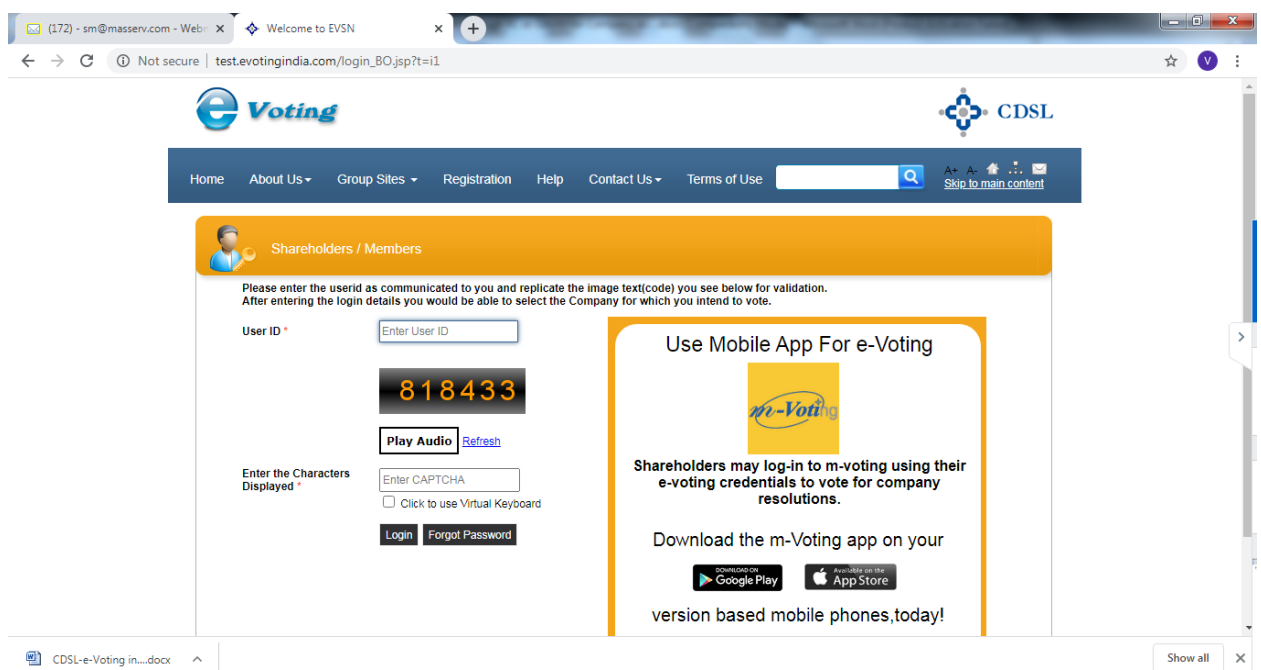 (172) - sm@masserv.com - Web
Welcome to EVSN
Not secure | test.evotingindia.com/login_BO.jsp?t=i1
V
e Voting
CDSL
Home About Us Group Sites Registration Help Contact Us Terms of Use
A+ A-
Skip to main content
Shareholders / Members
Please enter the userid as communicated to you and replicate the image text(code) you see below for validation.
After entering the login details you would be able to select the Company for which you intend to vote.
User ID *
Enter User ID
818433
Play Audio Refresh
Enter the Characters
Displayed *
Enter CAPTCHA
Click to use Virtual Keyboard
Login Forgot Password
Use Mobile App For e-Voting
m-Voting
Shareholders may log-in to m-voting using their
e-voting credentials to vote for company
resolutions.
Download the m-Voting app on your
DOWNLOAD ON
Google Play
Available on the
App Store
version based mobile phones,today!
CDSL-e-Voting in....docx
Show all